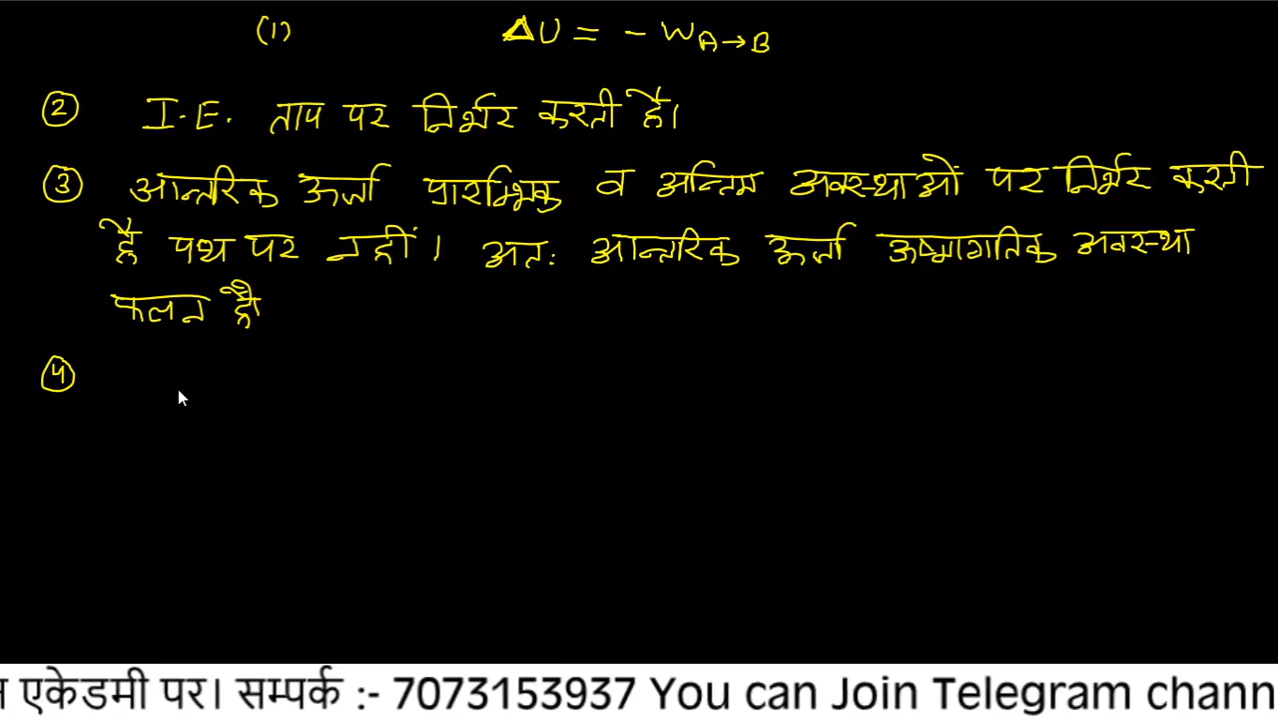 (1) ΔU = - W A→B
② I.E. ताप पर निर्भर करती है।
③ आन्तरिक ऊर्जा प्रारम्भिक व अन्तिम अवस्थाओं पर निर्भर करती
है पथ पर नहीं। अतः आन्तरिक ऊर्जा ऊष्मागतिक अवस्था
फलन है।
④
एकेडमी पर। सम्पर्क :- 7073153937 You can Join Telegram